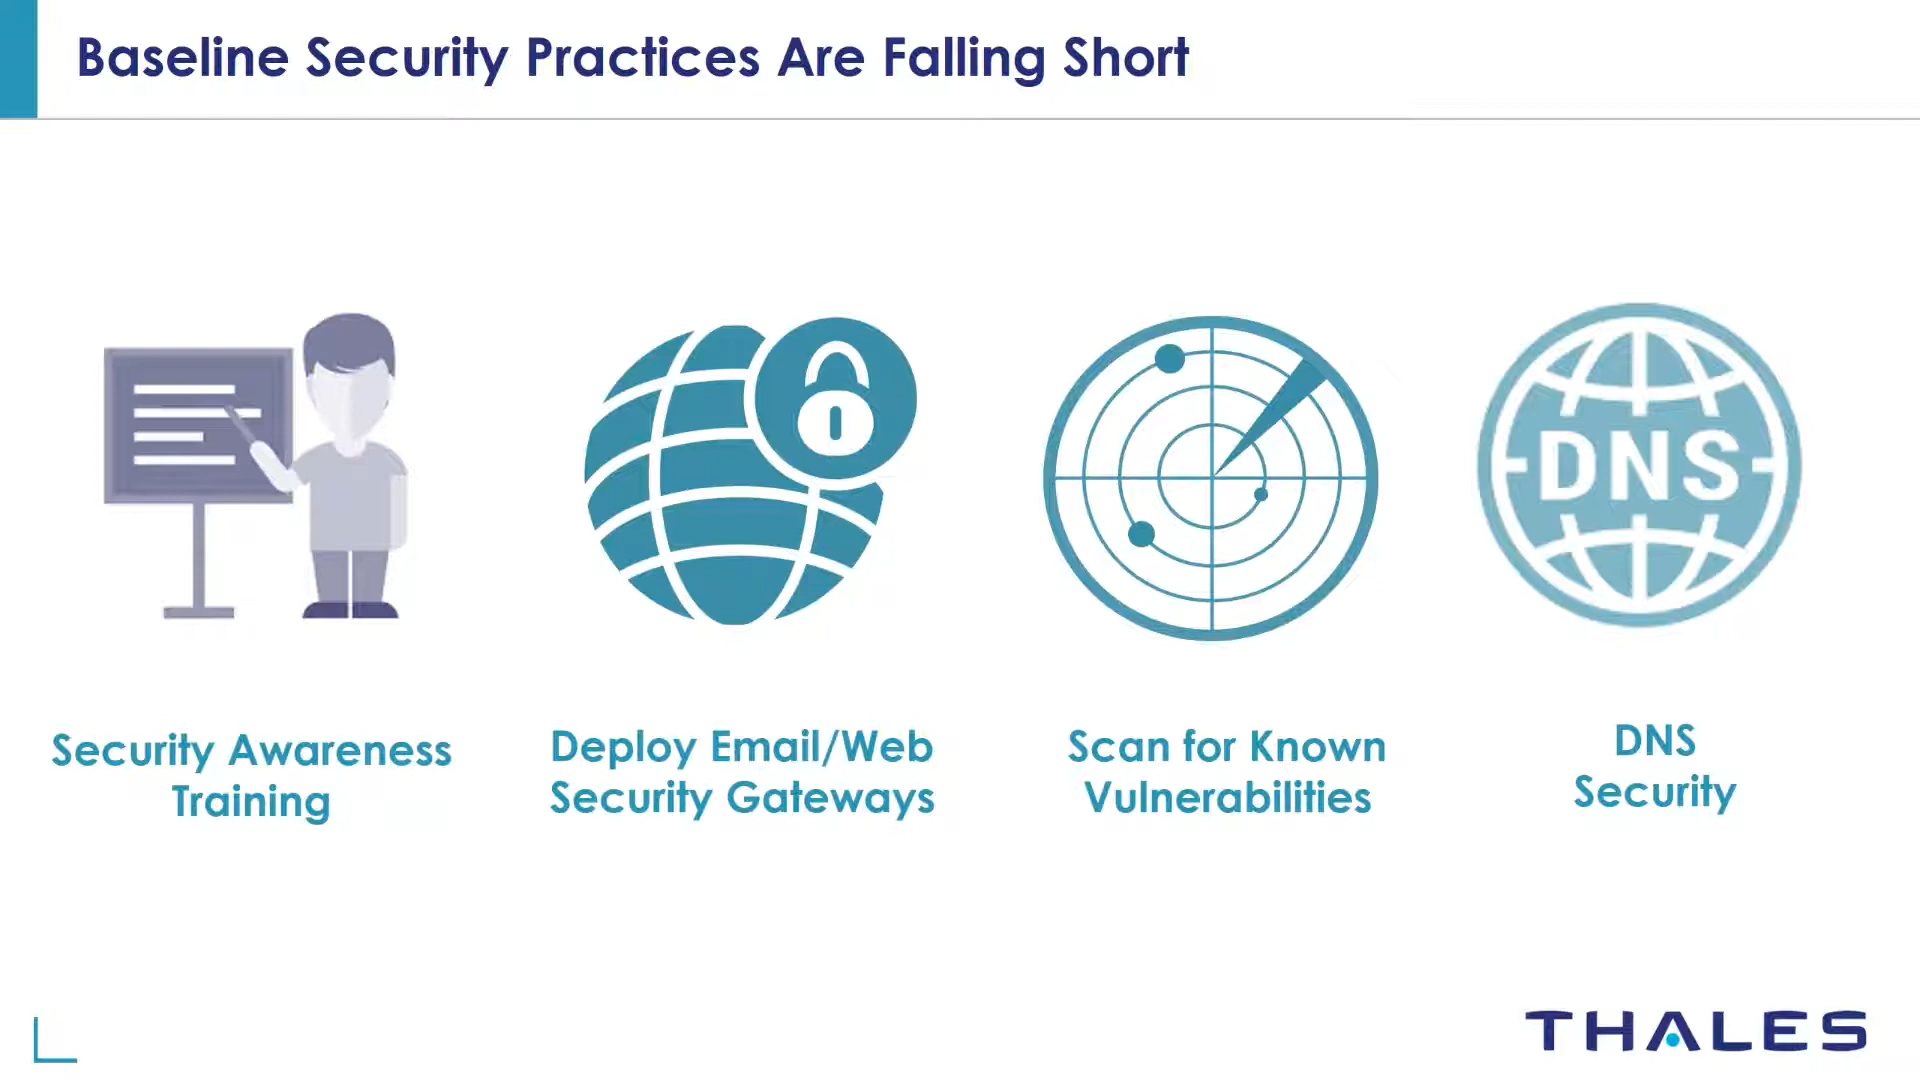 Baseline Security Practices Are Falling Short
DNS
Security Awareness
Training
Deploy Email/Web
Security Gateways
Scan for Known
Vulnerabilities
DNS
Security
THALES